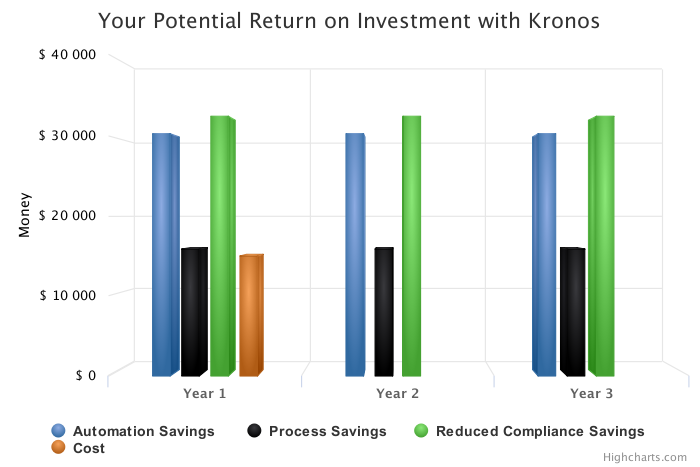 Your Potential Return on Investment with Kronos
$ 40 000
$ 30 000
$ 20 000
$ 10 000
$ 0
Money
Year 1
Year 2
Year 3
Automation Savings
Process Savings
Reduced Compliance Savings
Cost
Highcharts.com